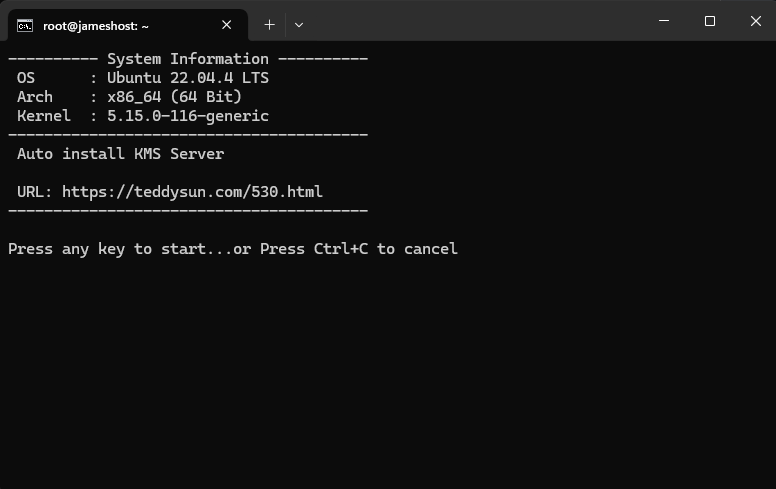 root@jameshost: ~
---------- System Information ----------
OS      : Ubuntu 22.04.4 LTS
Arch    : x86_64 (64 Bit)
Kernel  : 5.15.0-116-generic
----------------------------------------
Auto install KMS Server
URL: https://teddysun.com/530.html
----------------------------------------
Press any key to start...or Press Ctrl+C to cancel